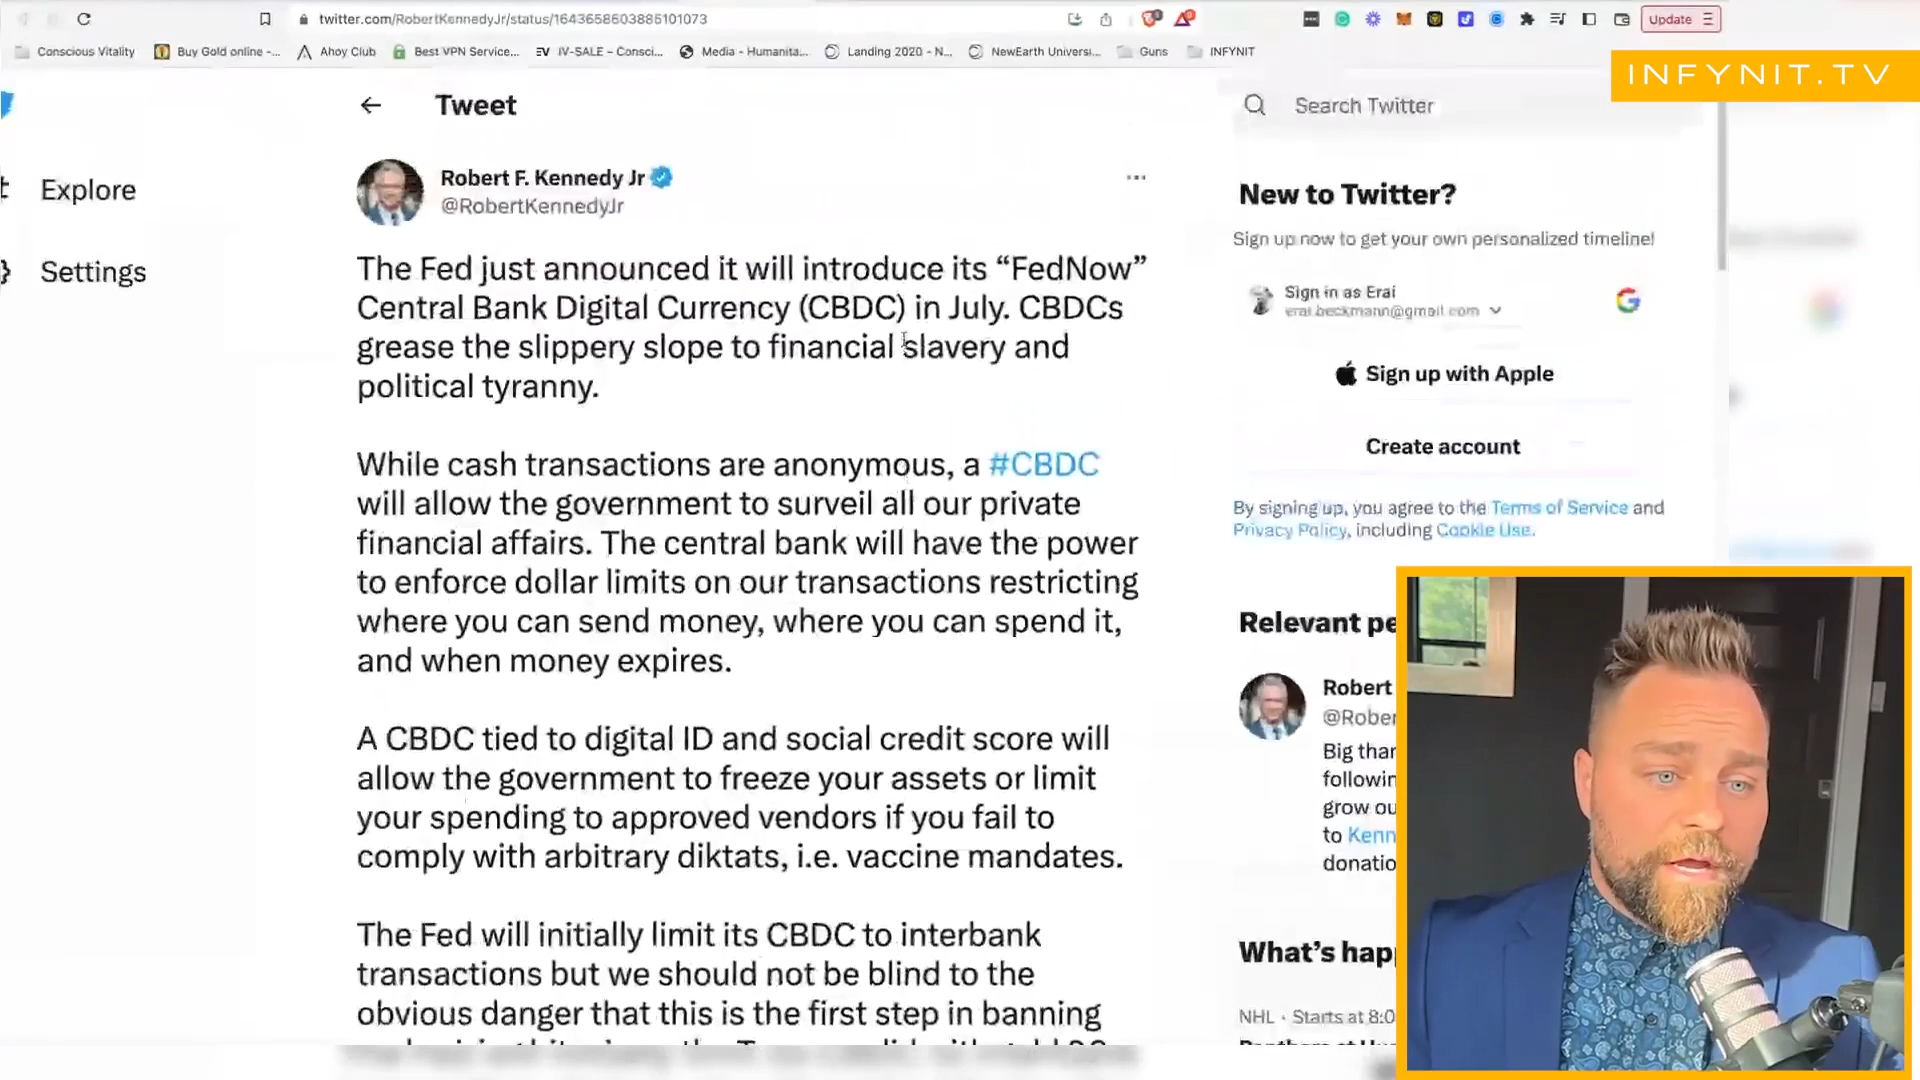 twitter.com/RobertKennedyJr/status/1643658603885101073
Update
Conscious Vitality
Buy Gold online -...
Ahoy Club
Best VPN Service...
IV-SALE – Consci...
Media - Humanita...
Landing 2020 - N...
NewEarth Universi...
Guns
INFYNIT
INFYNIT.TV
Tweet
Search Twitter
Explore
Settings
Robert F. Kennedy Jr
@RobertKennedyJr
The Fed just announced it will introduce its “FedNow”
Central Bank Digital Currency (CBDC) in July. CBDCs
grease the slippery slope to financial slavery and
political tyranny.
While cash transactions are anonymous, a #CBDC
will allow the government to surveil all our private
financial affairs. The central bank will have the power
to enforce dollar limits on our transactions restricting
where you can send money, where you can spend it,
and when money expires.
A CBDC tied to digital ID and social credit score will
allow the government to freeze your assets or limit
your spending to approved vendors if you fail to
comply with arbitrary diktats, i.e. vaccine mandates.
The Fed will initially limit its CBDC to interbank
transactions but we should not be blind to the
obvious danger that this is the first step in banning
New to Twitter?
Sign up now to get your own personalized timeline!
Sign in as Erai
erai.beckmann@gmail.com
Sign up with Apple
Create account
By signing up, you agree to the Terms of Service and
Privacy Policy, including Cookie Use.
Relevant pe
Robert
@Rober
Big than
followin
grow ou
to Kenn
donatio
What’s hap
NHL · Starts at 8:0